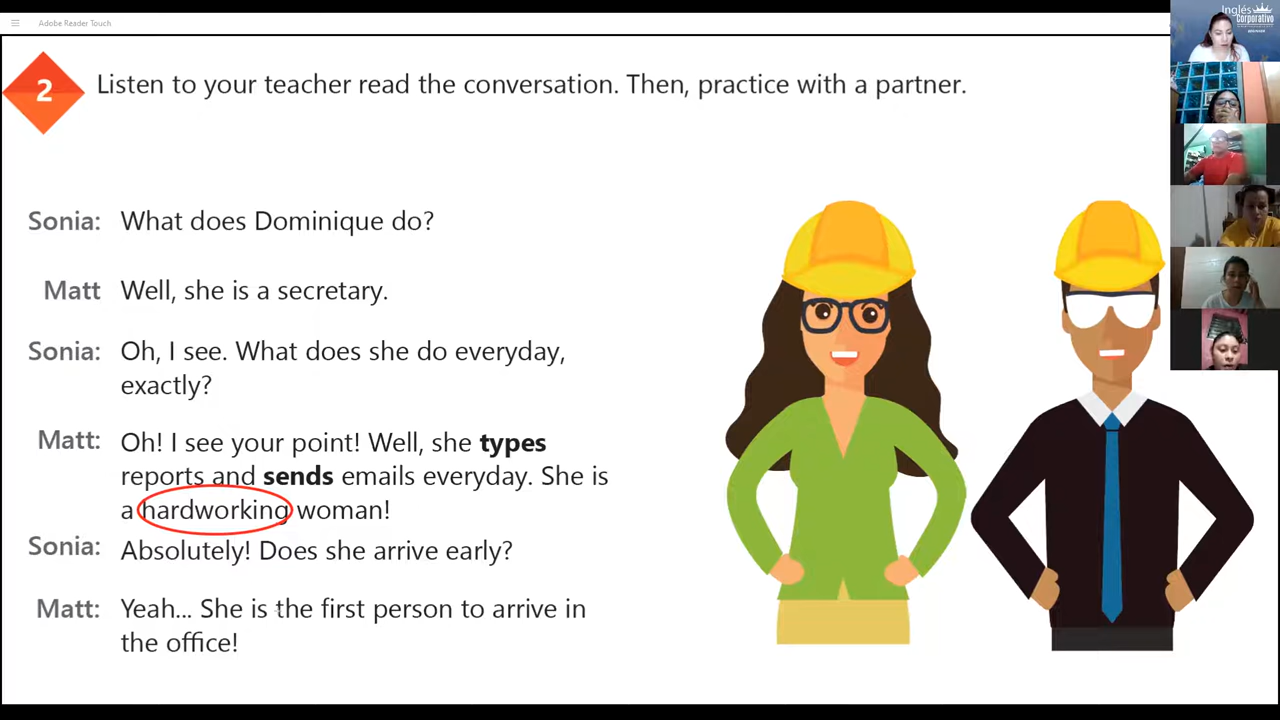 Adobe Reader Touch
Inglés
Corporativo
2
Listen to your teacher read the conversation. Then, practice with a partner.
Sonia: What does Dominique do?
Matt Well, she is a secretary.
Sonia: Oh, I see. What does she do everyday,
exactly?
Matt: Oh! I see your point! Well, she types
reports and sends emails everyday. She is
a hardworking woman!
Sonia: Absolutely! Does she arrive early?
Matt: Yeah... She is the first person to arrive in
the office!